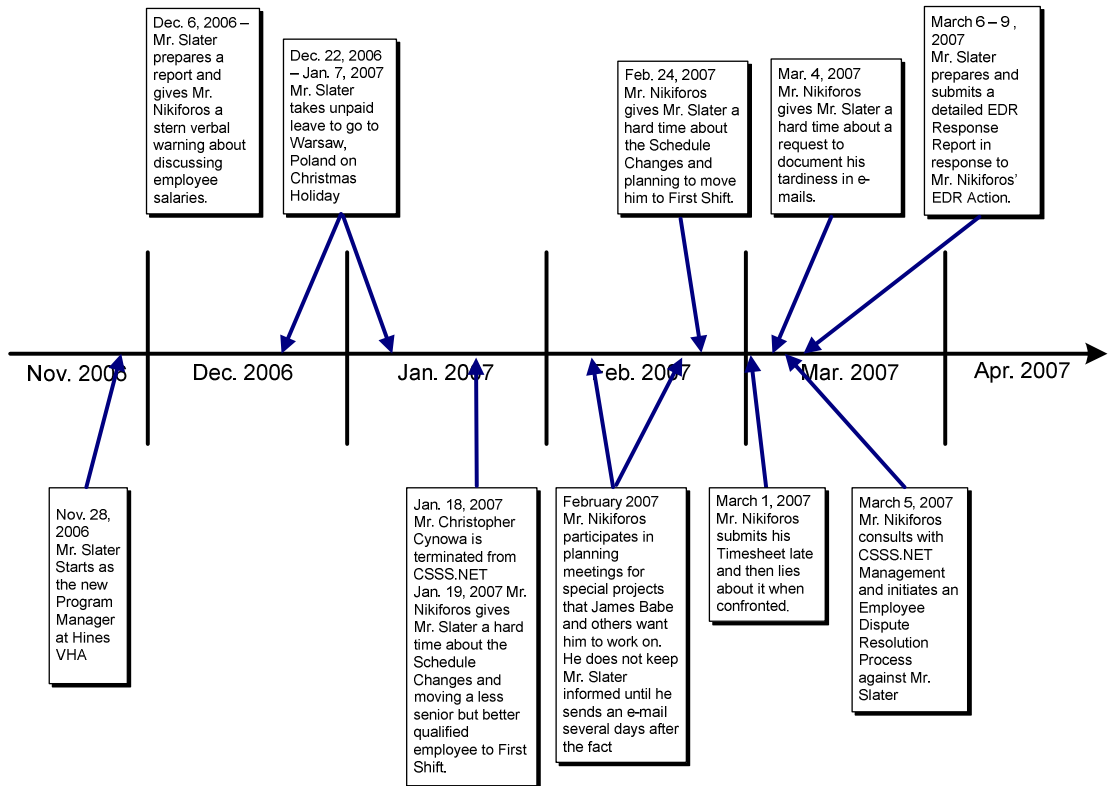 Dec. 6, 2006 –
Mr. Slater
prepares a
report and
gives Mr.
Nikiforos a
stern verbal
warning about
discussing
employee
salaries.
Dec. 22, 2006
– Jan. 7, 2007
Mr. Slater
takes unpaid
leave to go to
Warsaw,
Poland on
Christmas
Holiday
Feb. 24, 2007
Mr. Nikiforos
gives Mr. Slater a
hard time about
the Schedule
Changes and
planning to move
him to First Shift.
Mar. 4, 2007
Mr. Nikiforos
gives Mr. Slater a
hard time about a
request to
document his
tardiness in e-
mails.
March 6 – 9 ,
2007
Mr. Slater
prepares and
submits a
detailed EDR
Response
Report in
response to
Mr. Nikiforos’
EDR Action.
Nov. 2006
Dec. 2006
Jan. 2007
Feb. 2007
Mar. 2007
Apr. 2007
Nov. 28,
2006
Mr. Slater
Starts as
the new
Program
Manager
at Hines
VHA
Jan. 18, 2007
Mr. Christopher
Cynowa is
terminated from
CSSS.NET
Jan. 19, 2007 Mr.
Nikiforos gives
Mr. Slater a hard
time about the
Schedule
Changes and
moving a less
senior but better
qualified
employee to First
Shift.
February 2007
Mr. Nikiforos
participates in
planning
meetings for
special projects
that James Babe
and others want
him to work on.
He does not keep
Mr. Slater
informed until he
sends an e-mail
several days after
the fact
March 1, 2007
Mr. Nikiforos
submits his
Timesheet late
and then lies
about it when
confronted.
March 5, 2007
Mr. Nikiforos
consults with
CSSS.NET
Management
and initiates an
Employee
Dispute
Resolution
Process
against Mr.
Slater